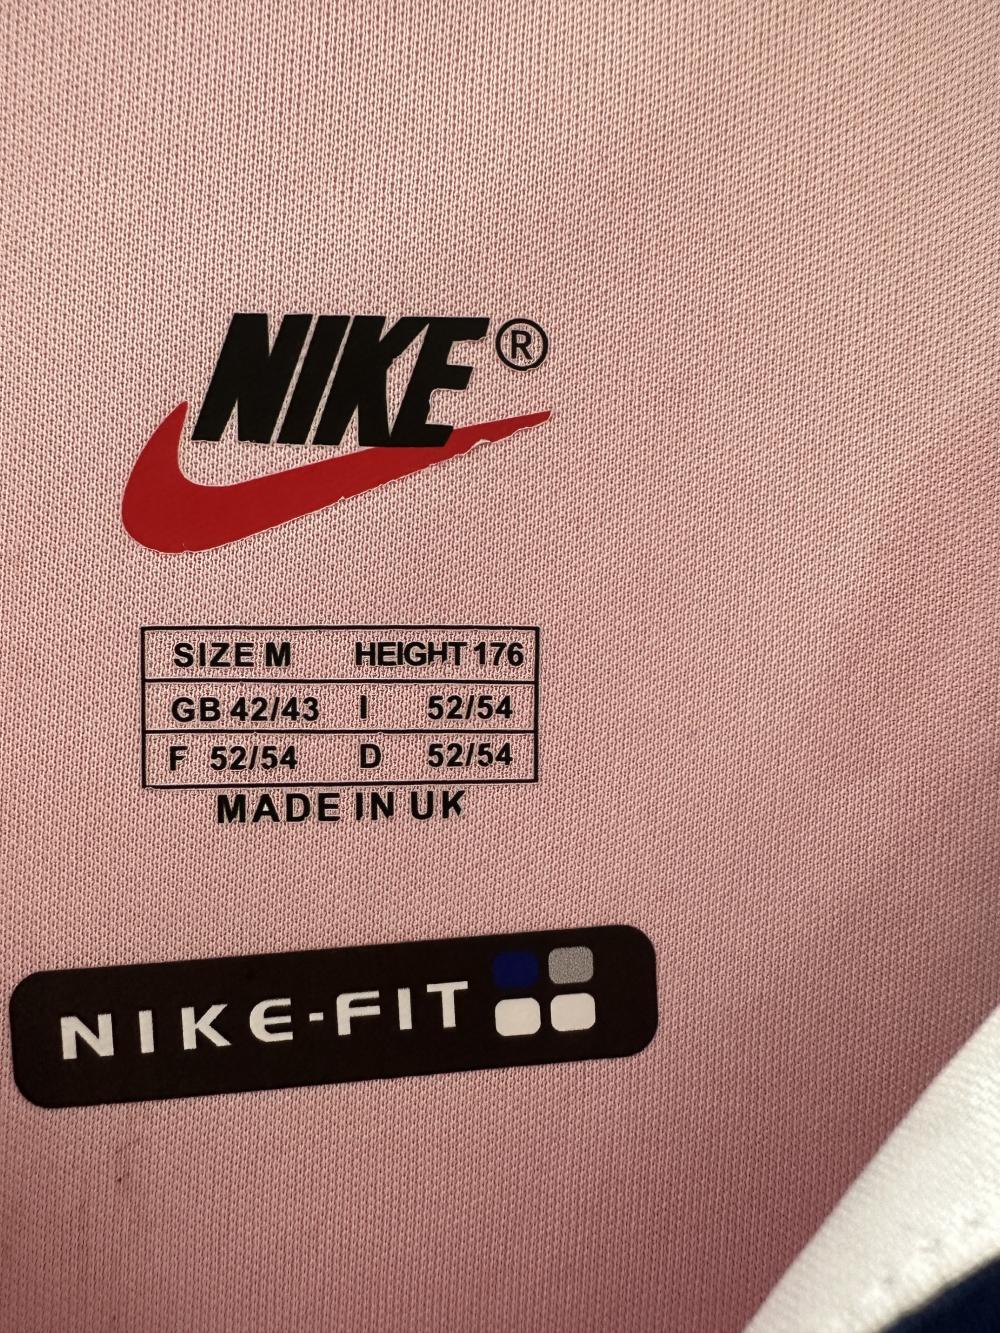 NIKE®
SIZE M HEIGHT 176
GB 42/43 I 52/54
F 52/54 D 52/54
MADE IN UK
NIKE-FIT